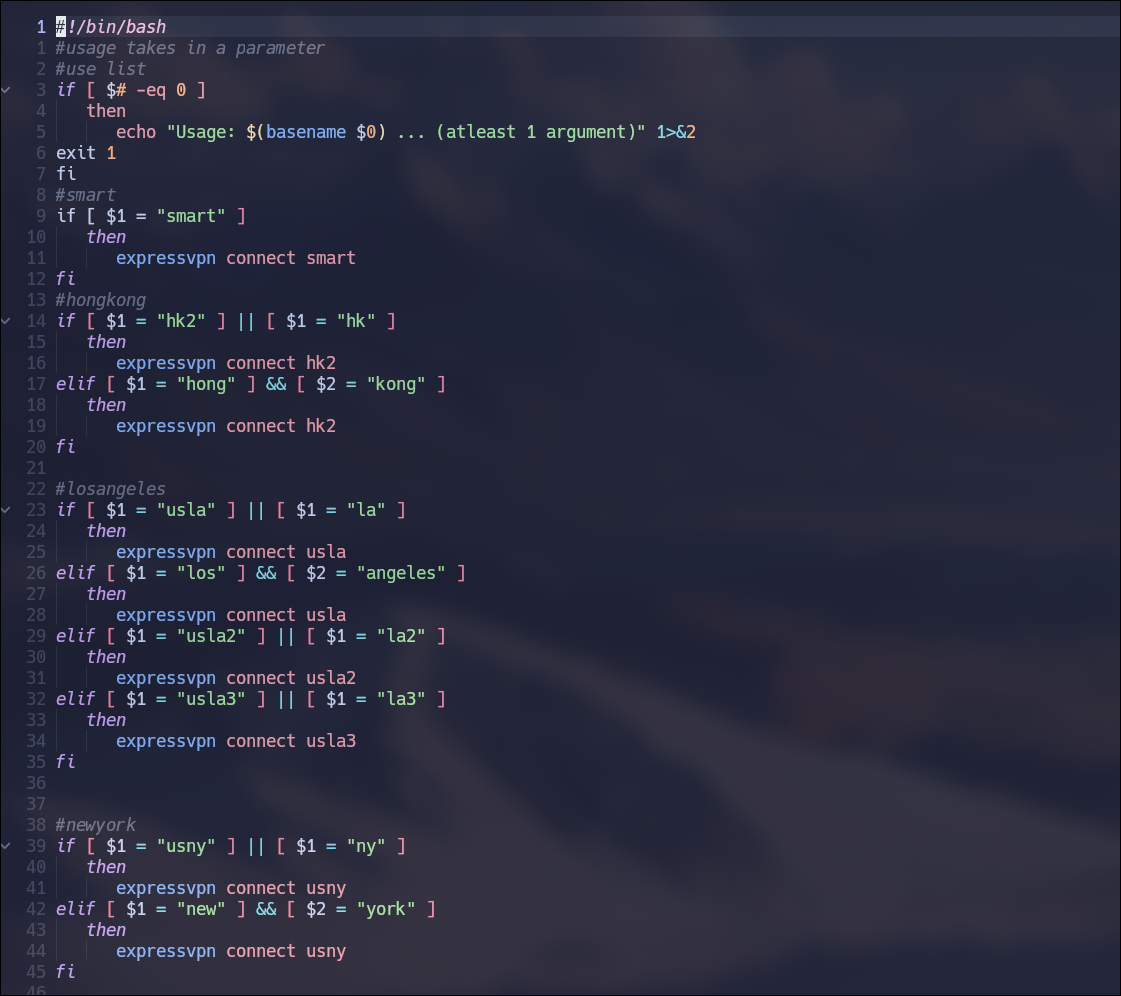 1 #!/bin/bash
1 #usage takes in a parameter
2 #use list
3 if [ $# -eq 0 ]
4 then
5 echo "Usage: $(basename $0) ... (atleast 1 argument)" 1>&2
6 exit 1
7 fi
8 #smart
9 if [ $1 = "smart" ]
10 then
11 expressvpn connect smart
12 fi
13 #hongkong
14 if [ $1 = "hk2" ] || [ $1 = "hk" ]
15 then
16 expressvpn connect hk2
17 elif [ $1 = "hong" ] && [ $2 = "kong" ]
18 then
19 expressvpn connect hk2
20 fi
21
22 #losangeles
23 if [ $1 = "usla" ] || [ $1 = "la" ]
24 then
25 expressvpn connect usla
26 elif [ $1 = "los" ] && [ $2 = "angeles" ]
27 then
28 expressvpn connect usla
29 elif [ $1 = "usla2" ] || [ $1 = "la2" ]
30 then
31 expressvpn connect usla2
32 elif [ $1 = "usla3" ] || [ $1 = "la3" ]
33 then
34 expressvpn connect usla3
35 fi
36
37
38 #newyork
39 if [ $1 = "usny" ] || [ $1 = "ny" ]
40 then
41 expressvpn connect usny
42 elif [ $1 = "new" ] && [ $2 = "york" ]
43 then
44 expressvpn connect usny
45 fi
46